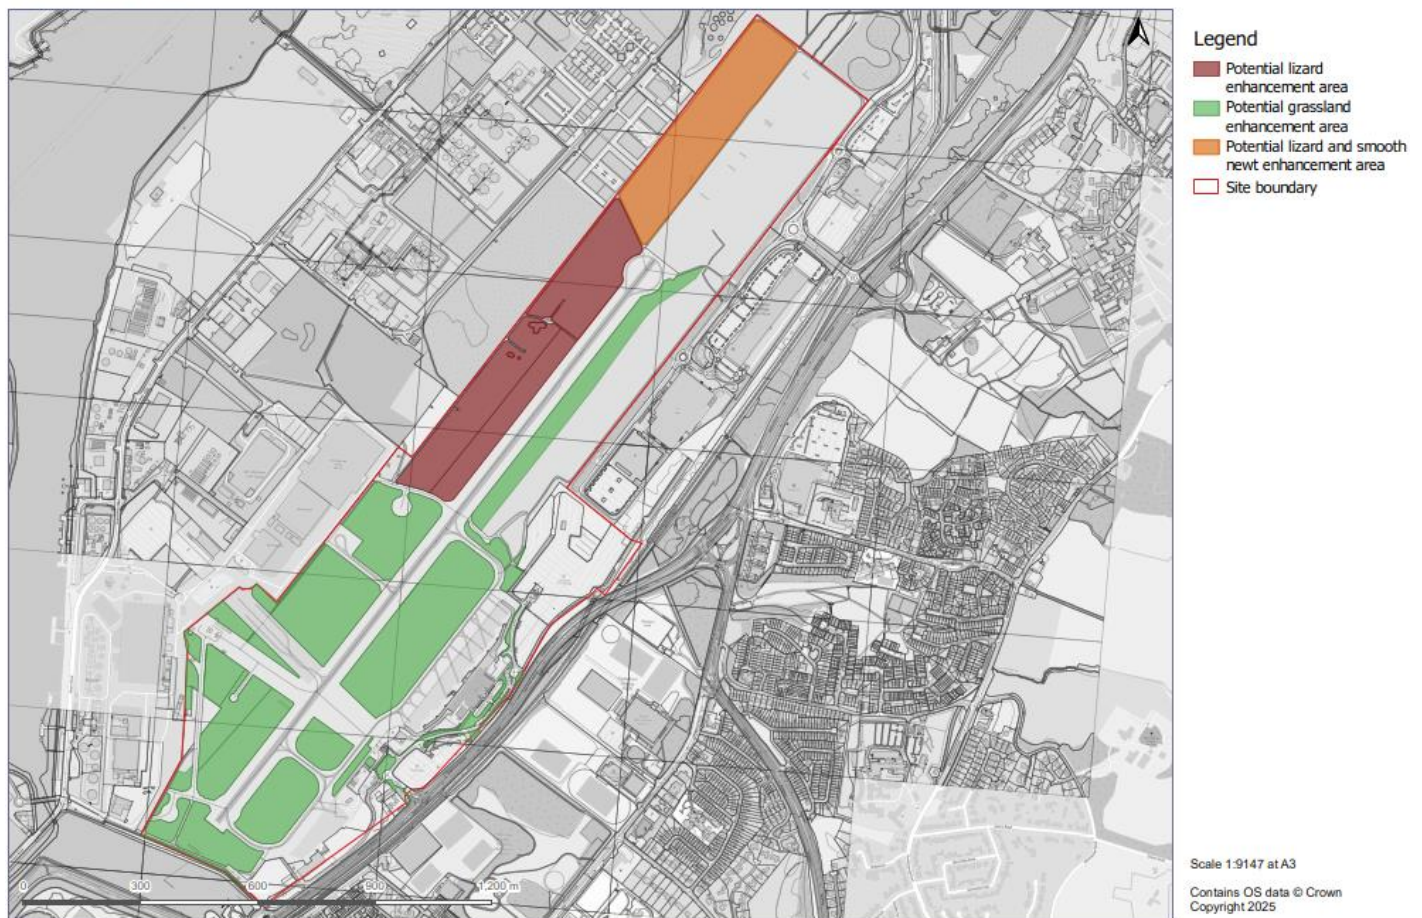 Legend
Potential lizard
enhancement area
Potential grassland
enhancement area
Potential lizard and smooth
newt enhancement area
Site boundary
0 300 600 900 1,200 m
Scale 1:9147 at A3
Contains OS data © Crown
Copyright 2025